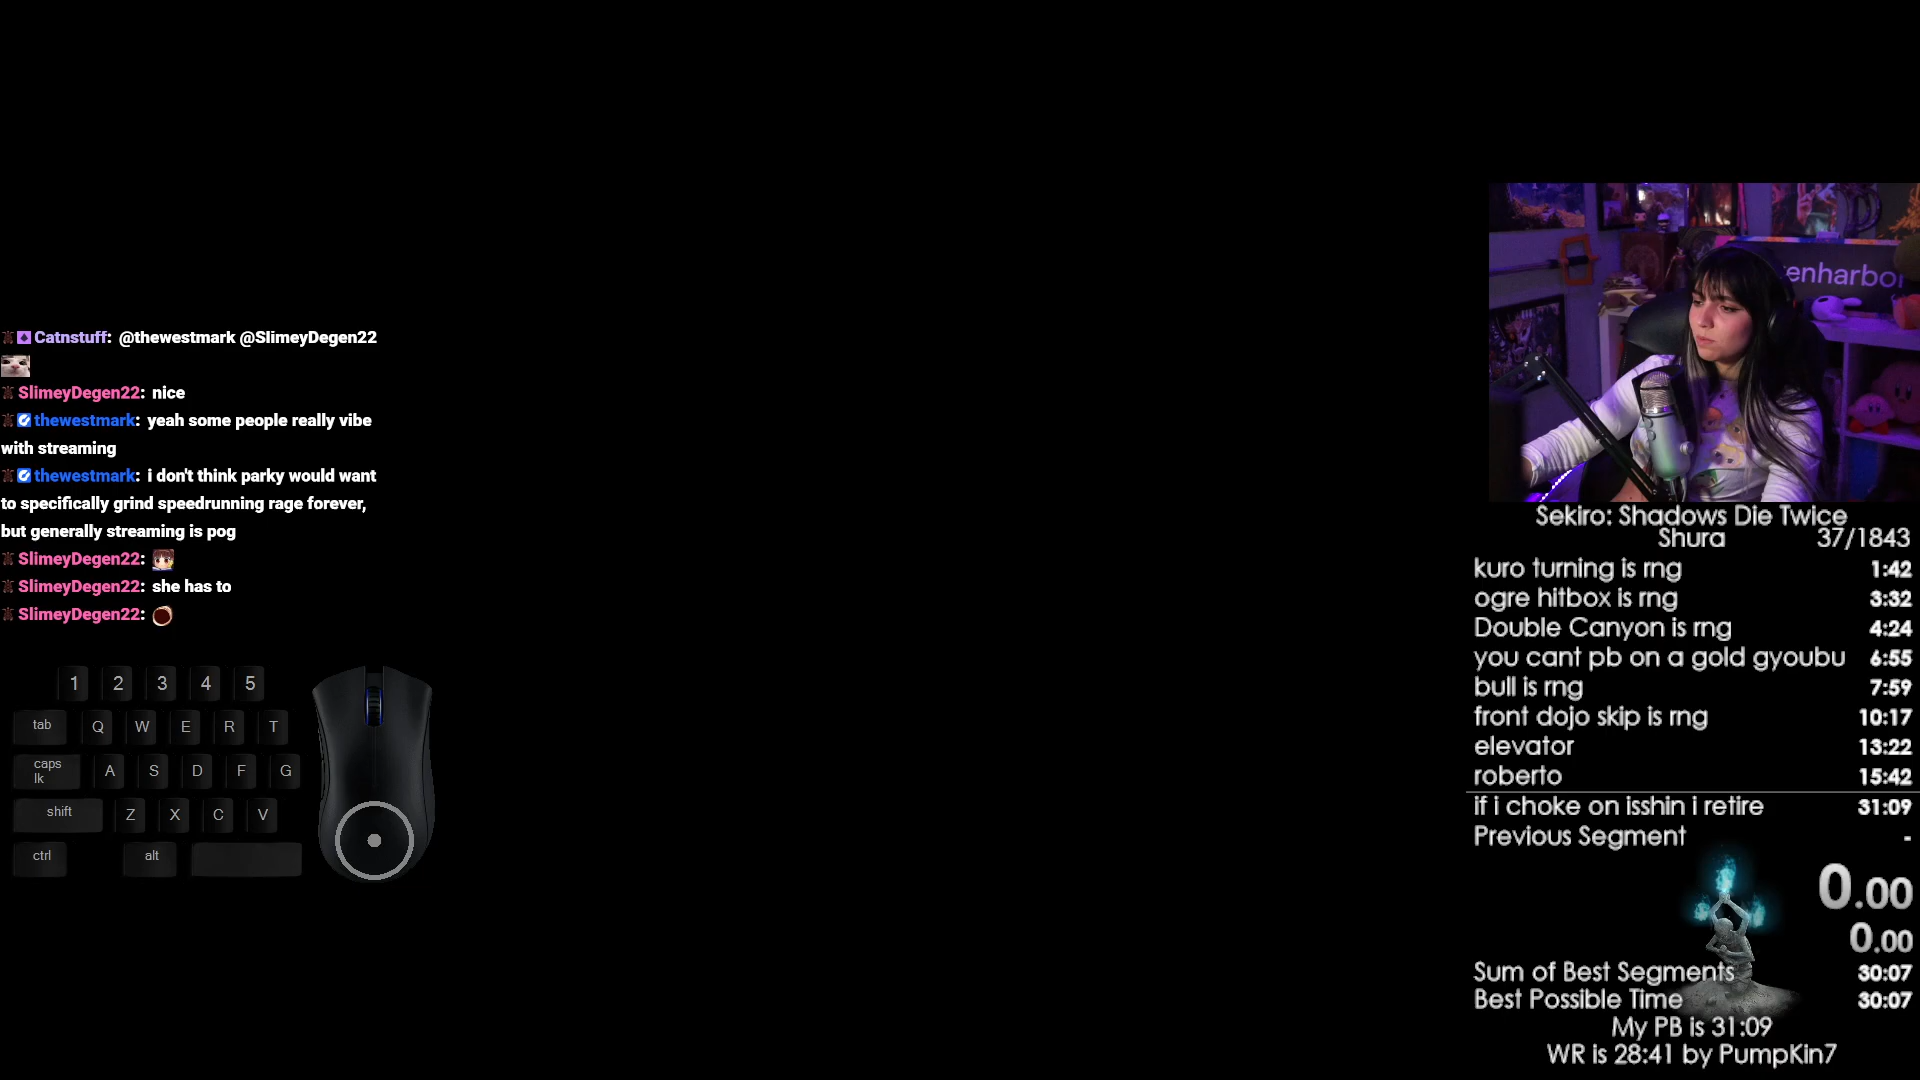 Catnstuff: @thewestmark @SlimeyDegen22
SlimeyDegen22: nice
thewestmark: yeah some people really vibe
with streaming
thewestmark: i don't think parky would want
to specifically grind speedrunning rage forever,
but generally streaming is pog
SlimeyDegen22:
SlimeyDegen22: she has to
SlimeyDegen22:
1 2 3 4 5
tab Q W E R T
caps
lk
A S D F G
shift Z X C V
ctrl alt
enharbor
Sekiro: Shadows Die Twice
Shura 37/1843
kuro turning is rng 1:42
ogre hitbox is rng 3:32
Double Canyon is rng 4:24
you cant pb on a gold gyoubu 6:55
bull is rng 7:59
front dojo skip is rng 10:17
elevator 13:22
roberto 15:42
if i choke on isshin i retire 31:09
Previous Segment -
0.00
0.00
Sum of Best Segments 30:07
Best Possible Time 30:07
My PB is 31:09
WR is 28:41 by PumpKin7